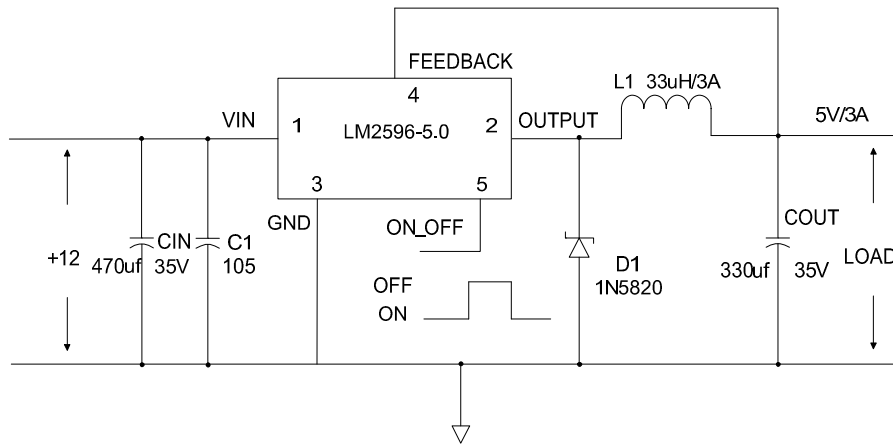 FEEDBACK
L1 33uH/3A
4
VIN
1
LM2596-5.0
2
OUTPUT
5V/3A
3
5
GND
ON_OFF
COUT
CIN
C1
+12
470uf
35V
105
D1
1N5820
330uf
35V
LOAD
OFF
ON